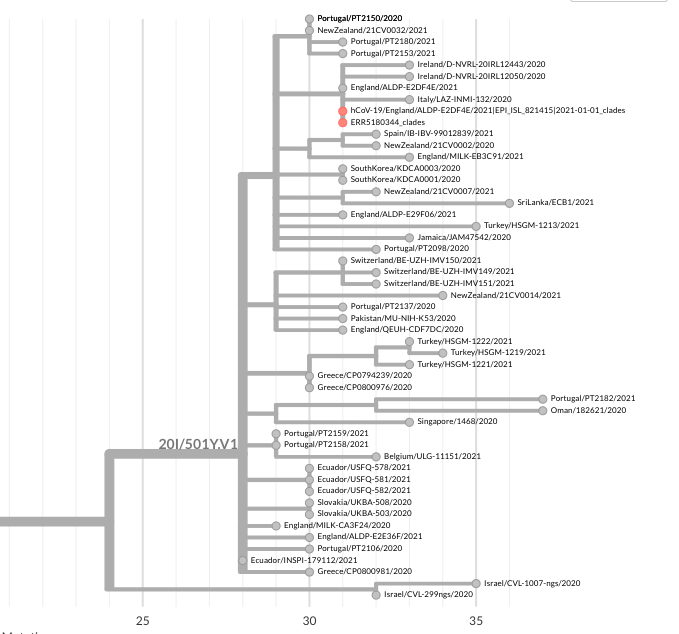 Portugal/PT2150/2020
NewZealand/21CV0032/2021
Portugal/PT2180/2021
Portugal/PT2153/2021
Ireland/D-NVRL-20IRL12443/2020
Ireland/D-NVRL-20IRL12050/2020
England/ALDP-E2DF4E/2021
Italy/LAZ-INMI-132/2020
hCoV-19/England/ALDP-E2DF4E/2021|EPI_ISL_821415|2021-01-01_clades
ERR5180344_clades
Spain/IB-IBV-99012839/2021
NewZealand/21CV0002/2020
England/MILK-EB3C91/2021
SouthKorea/KDCA0003/2020
SouthKorea/KDCA0001/2020
NewZealand/21CV0007/2021
SriLanka/ECB1/2021
England/ALDP-E29F06/2021
Turkey/HSGM-1213/2021
Jamaica/JAM47542/2020
Portugal/PT2098/2020
Switzerland/BE-UZH-IMV150/2021
Switzerland/BE-UZH-IMV149/2021
Switzerland/BE-UZH-IMV151/2021
NewZealand/21CV0014/2021
Portugal/PT2137/2020
Pakistan/MU-NIH-K53/2020
England/QEUH-CDF7DC/2020
Turkey/HSGM-1222/2021
Turkey/HSGM-1219/2021
Turkey/HSGM-1221/2021
Greece/CP0794239/2020
Greece/CP0800976/2020
Portugal/PT2182/2021
Oman/182621/2020
Singapore/1468/2020
Portugal/PT2159/2021
20I/501Y.V1
Portugal/PT2158/2021
Belgium/ULG-11151/2021
Ecuador/USFQ-578/2021
Ecuador/USFQ-581/2021
Ecuador/USFQ-582/2021
Slovakia/UKBA-508/2020
Slovakia/UKBA-503/2020
England/MILK-CA3F24/2020
England/ALDP-E2E36F/2021
Portugal/PT2106/2020
Ecuador/INSPI-179112/2021
Greece/CP0800981/2020
Israel/CVL-1007-ngs/2020
Israel/CVL-299ngs/2020
25 30 35